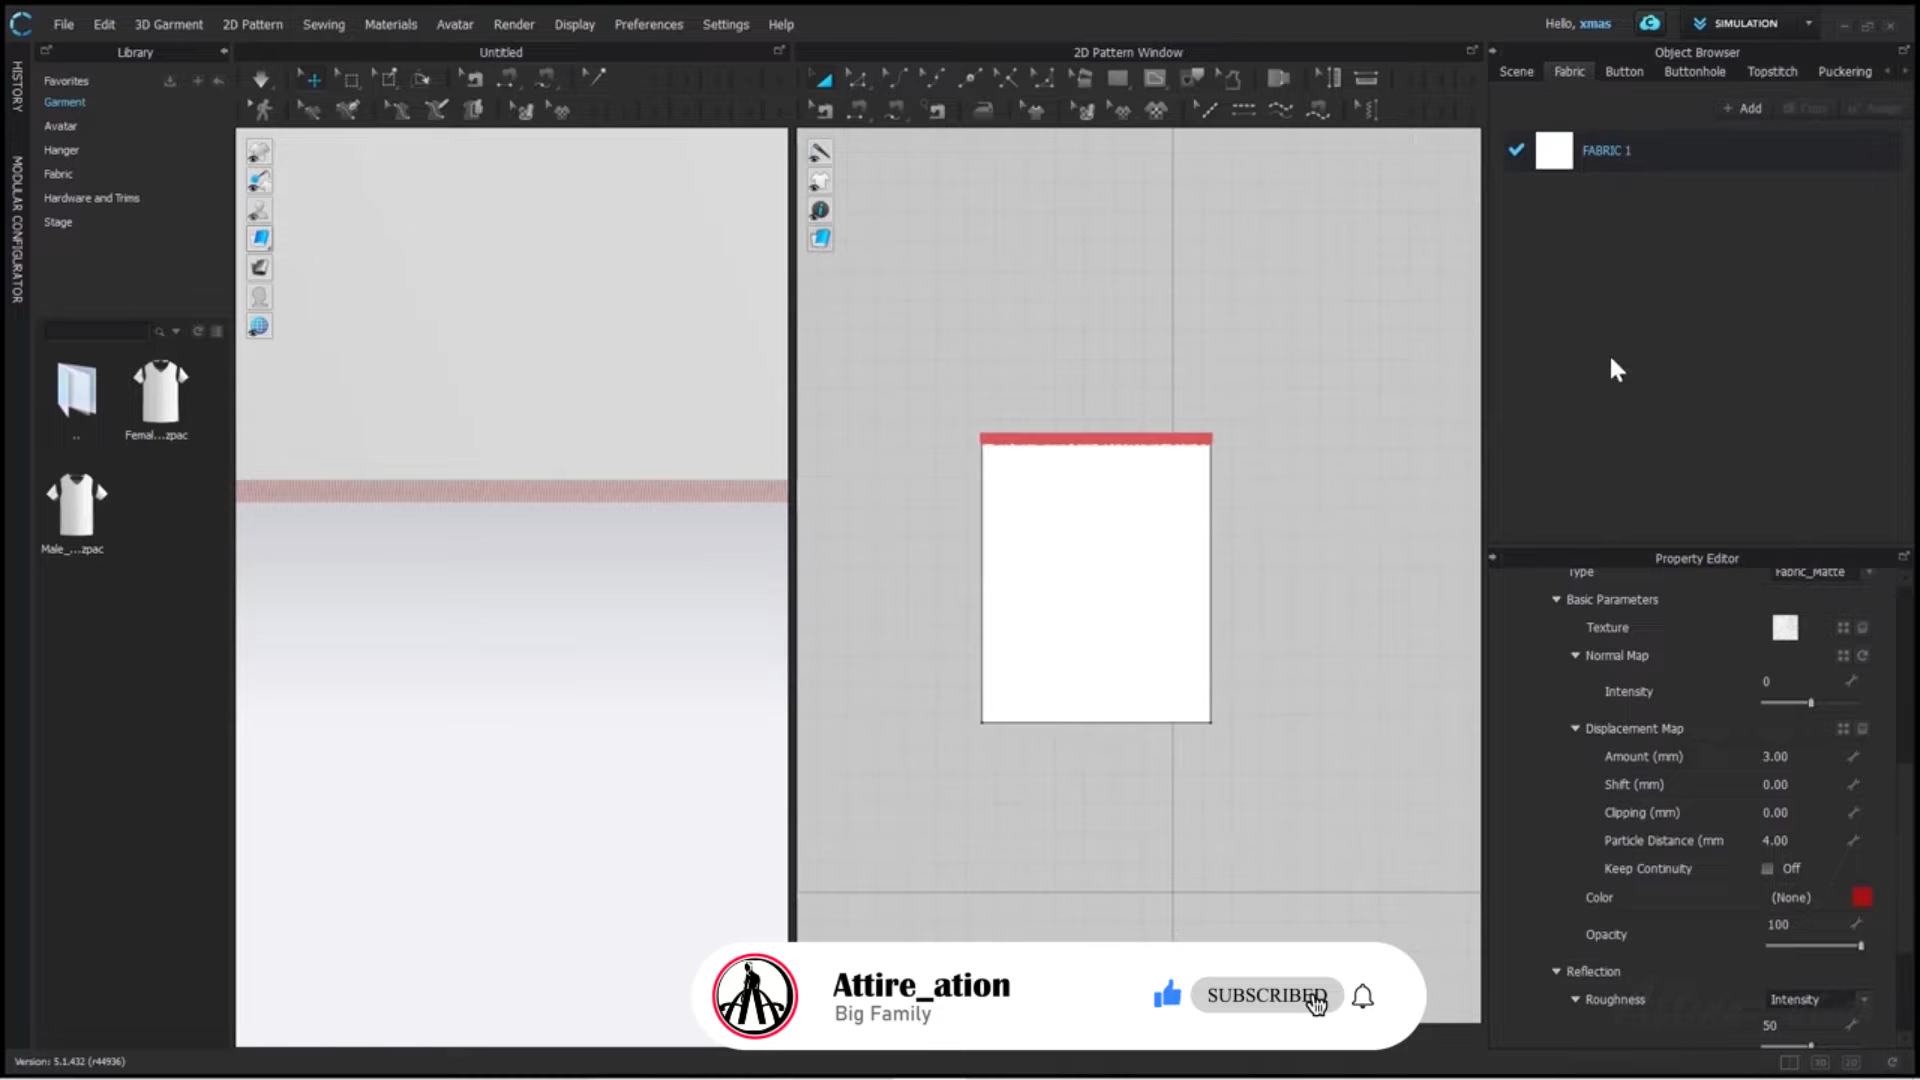 File Edit 3D Garment 2D Pattern Sewing Materials Avatar Render Display Preferences Settings Help
Hello, xmas
SIMULATION
Library
Untitled
2D Pattern Window
Object Browser
HISTORY
MODULAR CONFIGURATOR
Favorites
Garment
Avatar
Hanger
Fabric
Hardware and Trims
Stage
..
Femal...zpac
Male_...zpac
Scene Fabric Button Buttonhole Topstitch Puckering
+ Add Copy Assign
FABRIC 1
Property Editor
Type Fabric_Matte
Basic Parameters
Texture
Normal Map
Intensity 0
Displacement Map
Amount (mm) 3.00
Shift (mm) 0.00
Clipping (mm) 0.00
Particle Distance (mm 4.00
Keep Continuity Off
Color (None)
Opacity 100
Reflection
Roughness Intensity
50
Attire_ation
Big Family
SUBSCRIBED
Version: 5.1.432 (r44936)
3D 2D